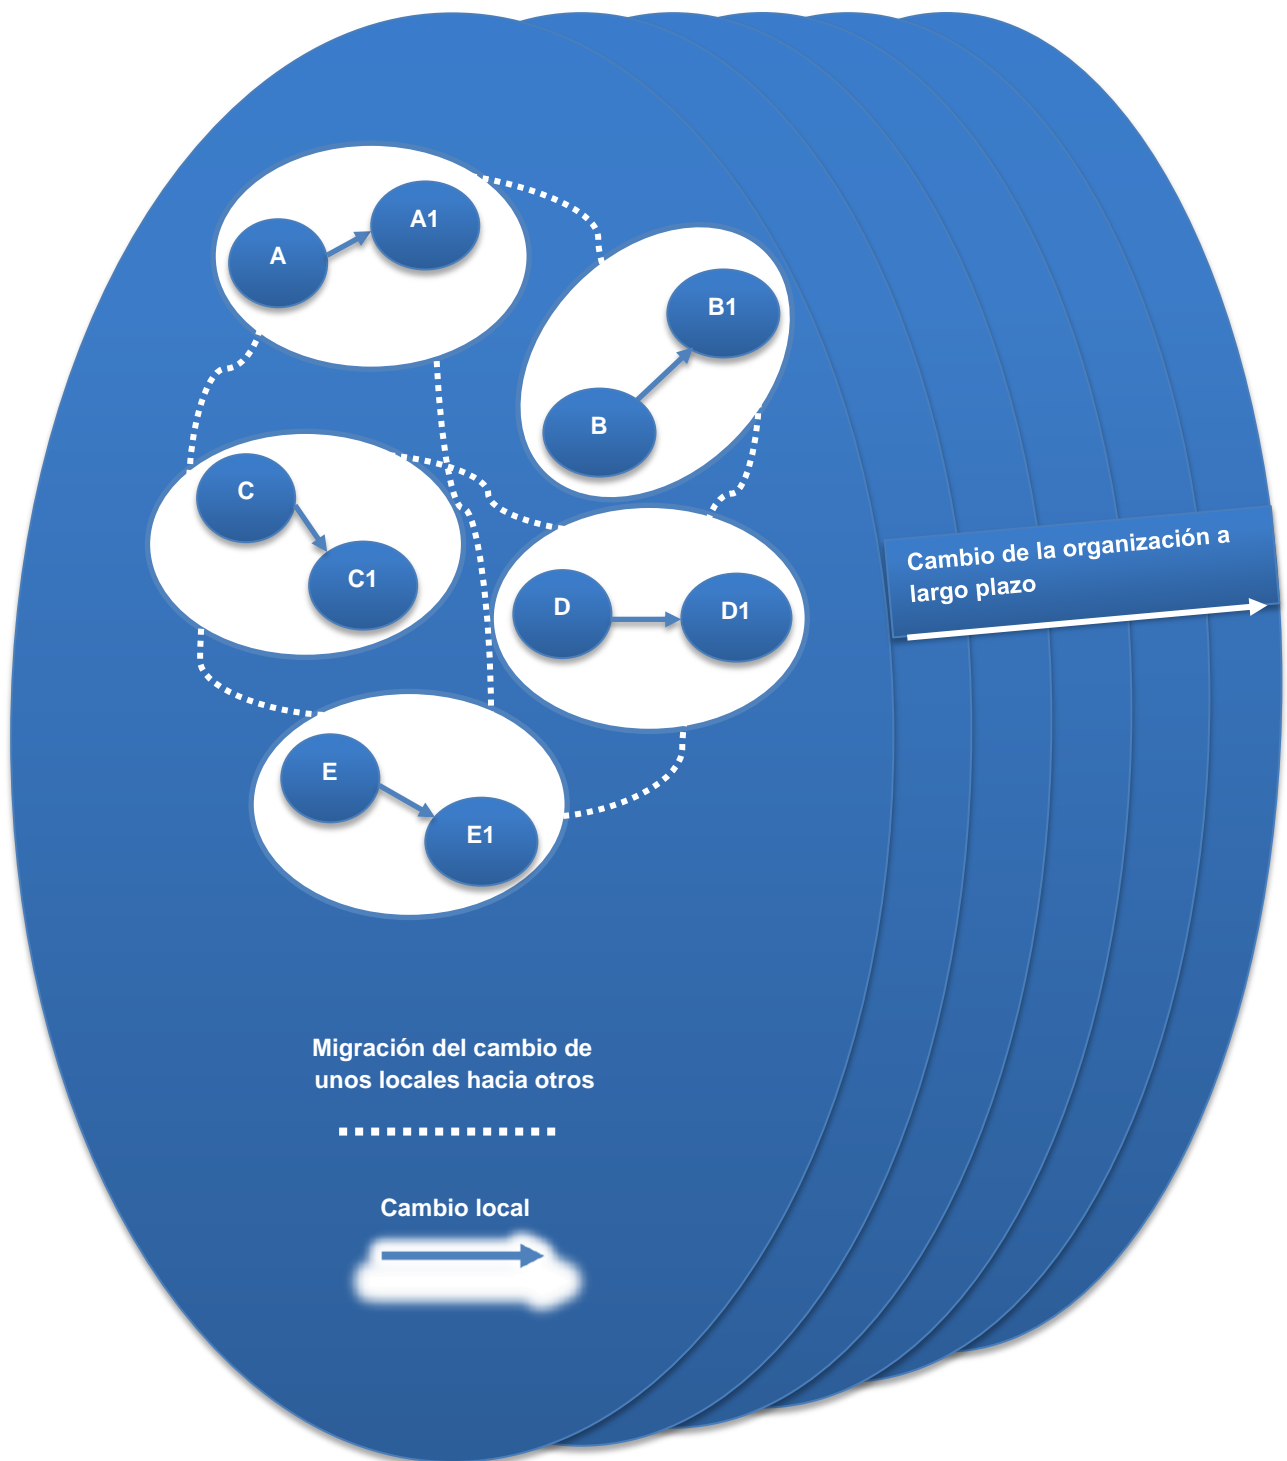 A1
A
B1
B
C
C1
D
D1
Cambio de la organización a
largo plazo
E
E1
Migración del cambio de
unos locales hacia otros
Cambio local